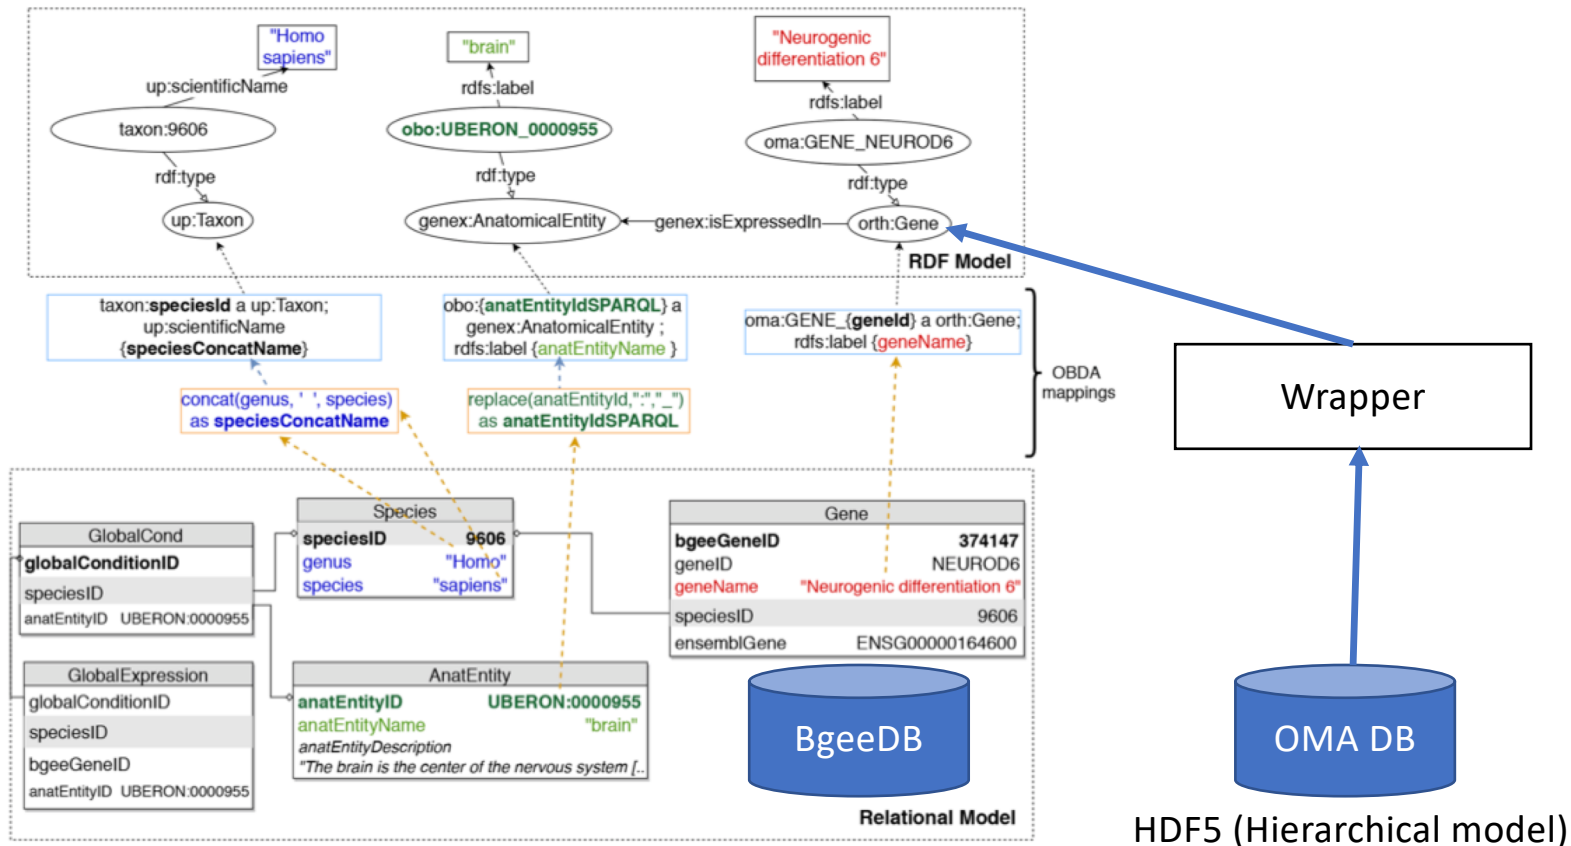 "Homo
sapiens"
"brain"
"Neurogenic
differentiation 6"
up:scientificName
rdfs:label
rdfs:label
taxon:9606
obo:UBERON_0000955
oma:GENE_NEUROD6
rdf:type
rdf:type
rdf:type
up:Taxon
genex:AnatomicalEntity
genex:isExpressedIn
orth:Gene
RDF Model
taxon:speciesId a up:Taxon;
up:scientificName
{speciesConcatName}
obo:{anatEntityIdSPARQL} a
genex:AnatomicalEntity ;
rdfs:label {anatEntityName }
oma:GENE_{geneId} a orth:Gene;
rdfs:label {geneName}
OBDA
mappings
Wrapper
concat(genus, ' ', species)
as speciesConcatName
replace(anatEntityId,":","_")
as anatEntityIdSPARQL
GlobalCond
globalConditionID
speciesID
anatEntityID UBERON:0000955
Species
speciesID 9606
genus "Homo"
species "sapiens"
Gene
bgeeGeneID 374147
geneID NEUROD6
geneName "Neurogenic differentiation 6"
speciesID 9606
ensemblGene ENSG00000164600
GlobalExpression
globalConditionID
speciesID
bgeeGeneID
anatEntityID UBERON:0000955
AnatEntity
anatEntityID UBERON:0000955
anatEntityName "brain"
anatEntityDescription
"The brain is the center of the nervous system [..
BgeeDB
OMA DB
Relational Model
HDF5 (Hierarchical model)